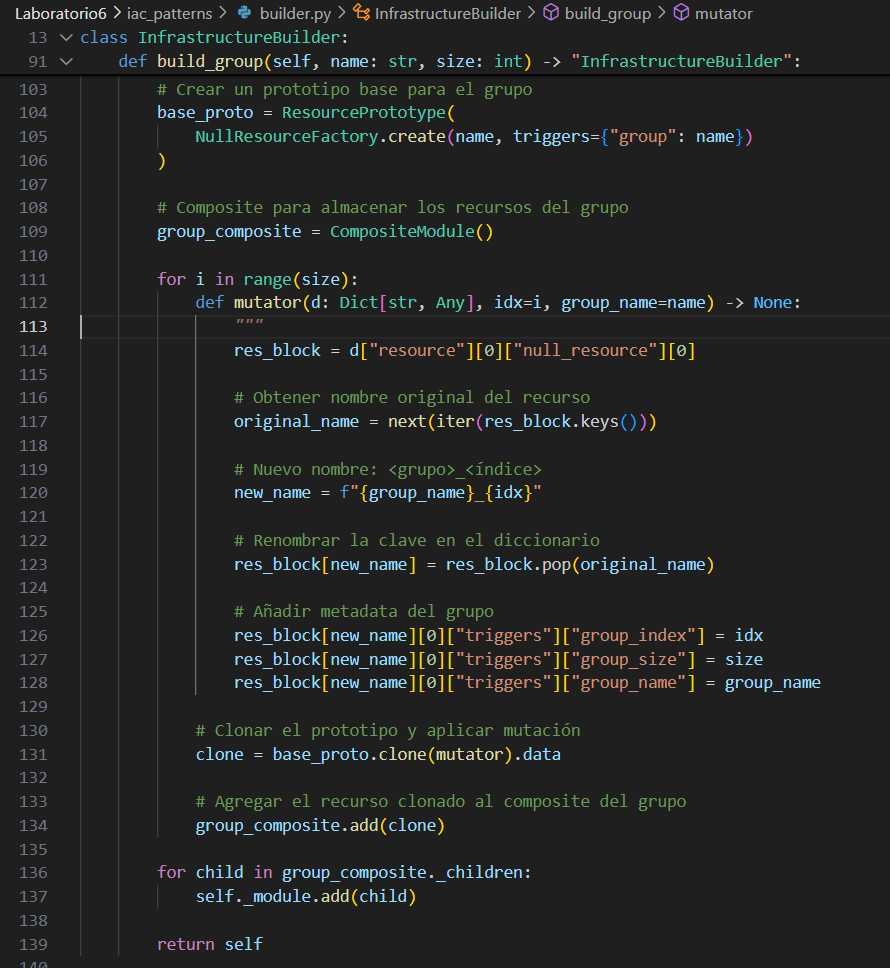 Laboratorio6 > iac_patterns > builder.py > InfrastructureBuilder > build_group > mutator
13 class InfrastructureBuilder:
91     def build_group(self, name: str, size: int) -> "InfrastructureBuilder":
103         # Crear un prototipo base para el grupo
104         base_proto = ResourcePrototype(
105             NullResourceFactory.create(name, triggers={"group": name})
106         )
107
108         # Composite para almacenar los recursos del grupo
109         group_composite = CompositeModule()
110
111         for i in range(size):
112             def mutator(d: Dict[str, Any], idx=i, group_name=name) -> None:
113                 """
114                 res_block = d["resource"][0]["null_resource"][0]
115
116                 # Obtener nombre original del recurso
117                 original_name = next(iter(res_block.keys()))
118
119                 # Nuevo nombre: <grupo>_<índice>
120                 new_name = f"{group_name}_{idx}"
121
122                 # Renombrar la clave en el diccionario
123                 res_block[new_name] = res_block.pop(original_name)
124
125                 # Añadir metadata del grupo
126                 res_block[new_name][0]["triggers"]["group_index"] = idx
127                 res_block[new_name][0]["triggers"]["group_size"] = size
128                 res_block[new_name][0]["triggers"]["group_name"] = group_name
129
130             # Clonar el prototipo y aplicar mutación
131             clone = base_proto.clone(mutator).data
132
133             # Agregar el recurso clonado al composite del grupo
134             group_composite.add(clone)
135
136         for child in group_composite._children:
137             self._module.add(child)
138
139         return self
140